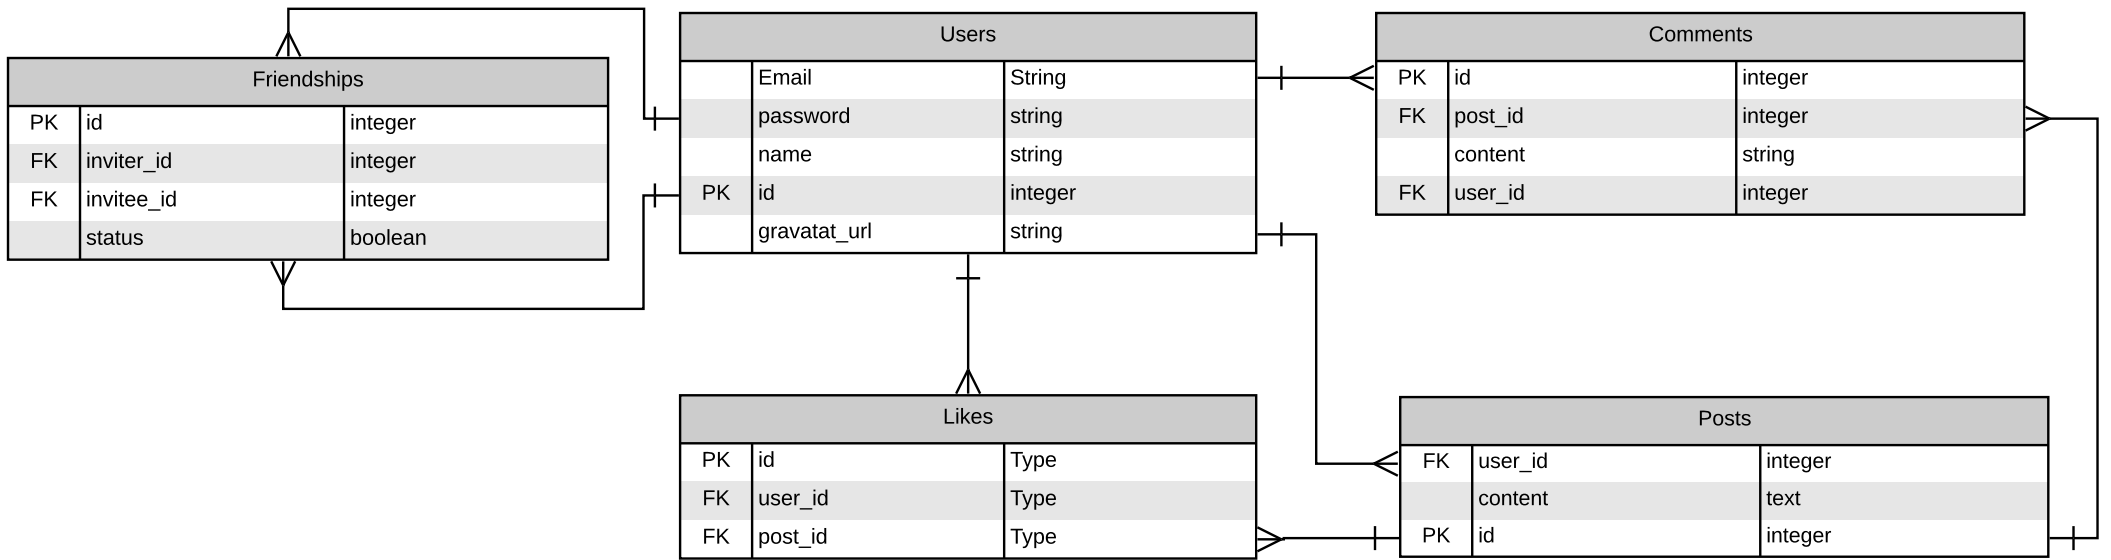 Friendships
PK id integer
FK inviter_id integer
FK invitee_id integer
status boolean
Users
Email String
password string
name string
PK id integer
gravatat_url string
Comments
PK id integer
FK post_id integer
content string
FK user_id integer
Likes
PK id Type
FK user_id Type
FK post_id Type
Posts
FK user_id integer
content text
PK id integer